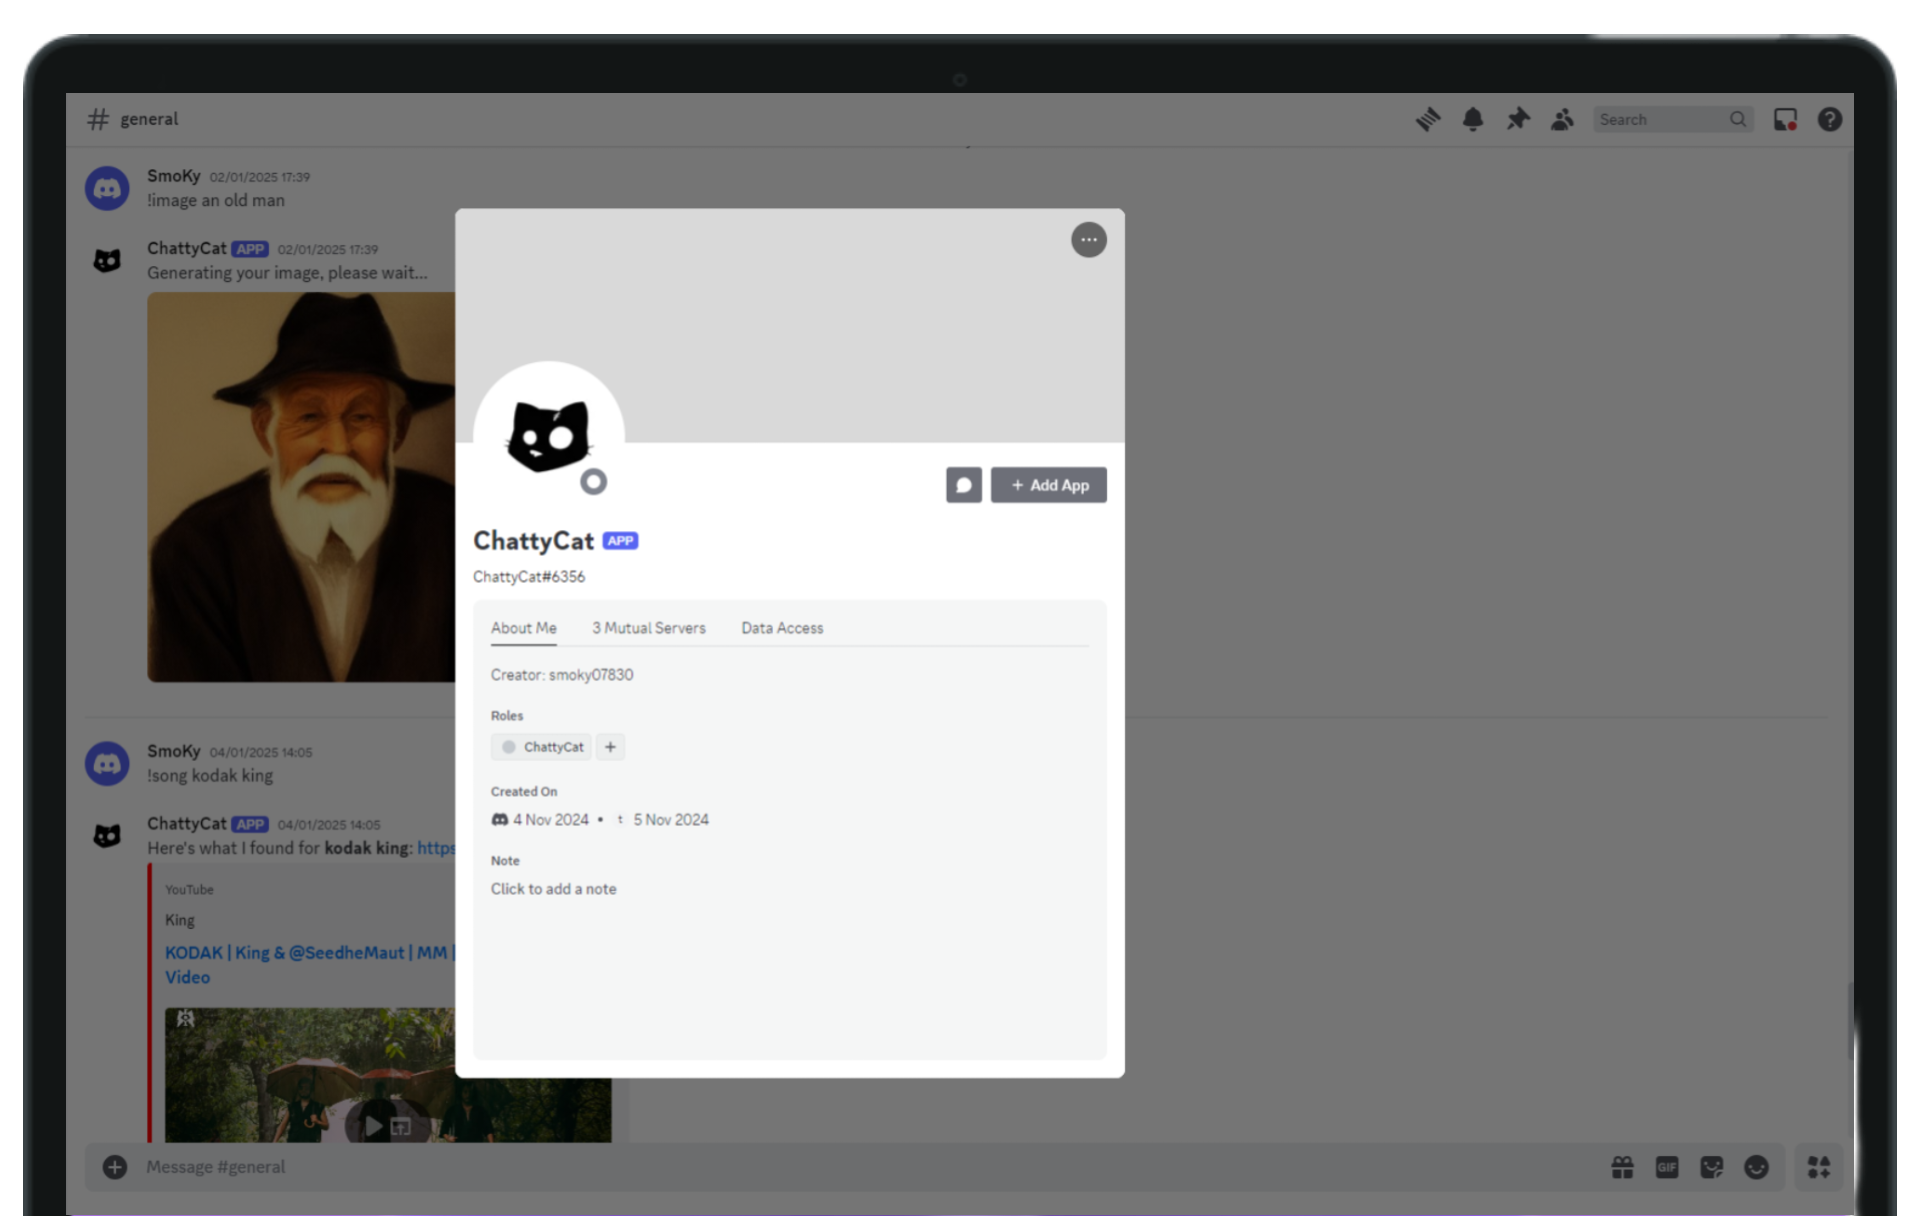 general
Search
SmoKy 02/01/2025 17:39
!image an old man
ChattyCat APP 02/01/2025 17:39
Generating your image, please wait...
SmoKy 04/01/2025 14:05
!song kodak king
ChattyCat APP 04/01/2025 14:05
Here's what I found for kodak king: https
YouTube
King
KODAK | King & @SeedheMaut | MM |
Video
Message #general
GIF
+ Add App
ChattyCat APP
ChattyCat#6356
About Me 3 Mutual Servers Data Access
Creator: smoky07830
Roles
ChattyCat +
Created On
4 Nov 2024 • t 5 Nov 2024
Note
Click to add a note